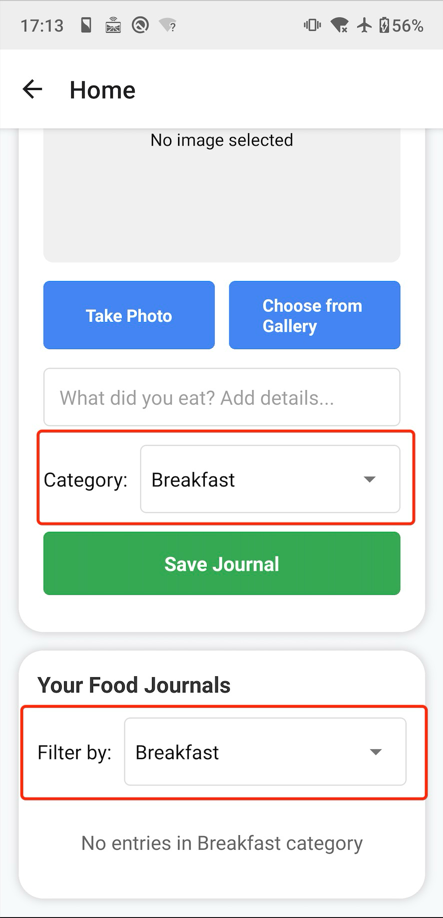 17:13
56%
Home
No image selected
Take Photo
Choose from
Gallery
What did you eat? Add details...
Category:
Breakfast
Save Journal
Your Food Journals
Filter by:
Breakfast
No entries in Breakfast category